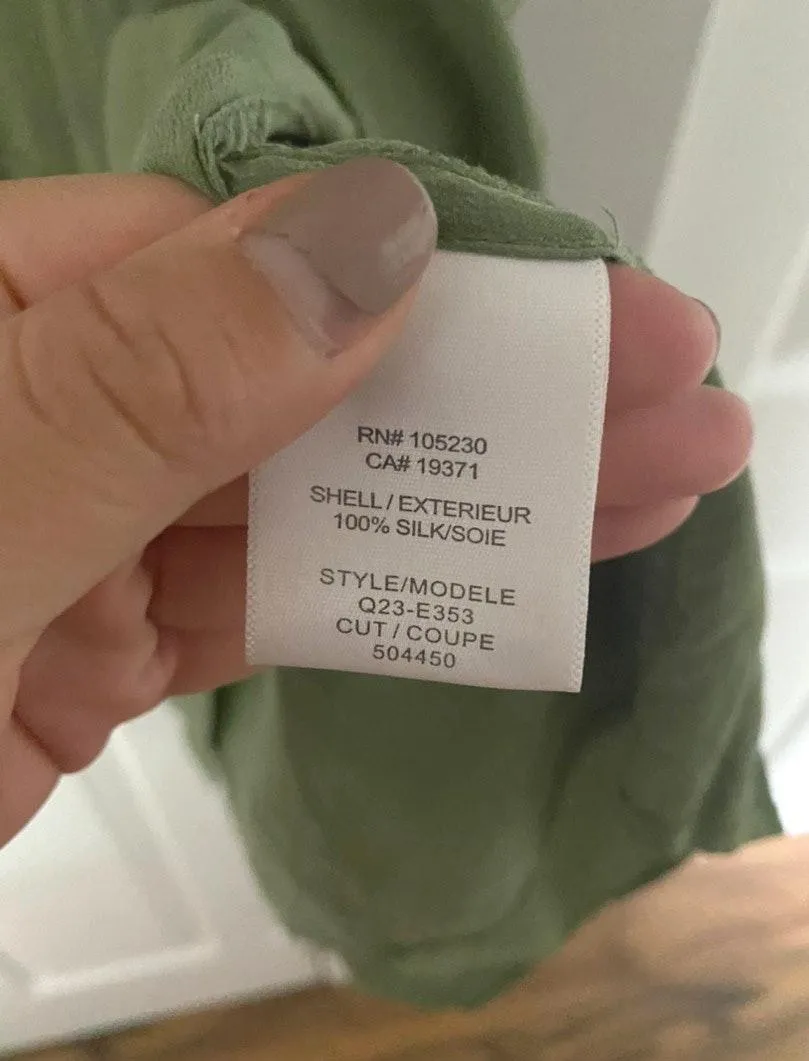 RN# 105230
CA# 19371
SHELL / EXTERIEUR
100% SILK/SOIE
STYLE/MODELE
Q23-E353
CUT / COUPE
504450